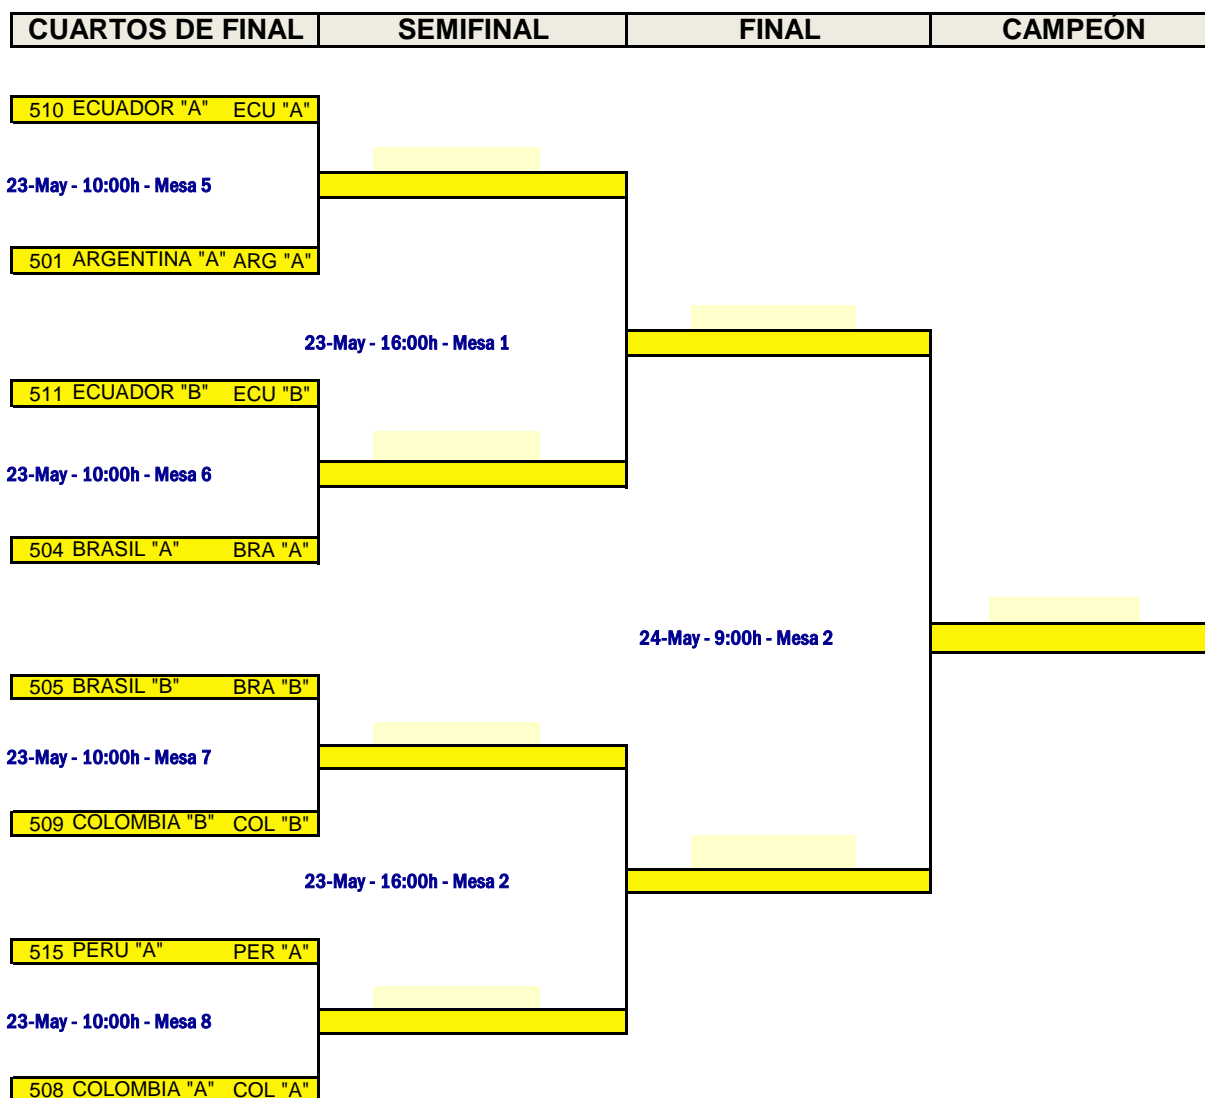 CUARTOS DE FINAL SEMIFINAL FINAL CAMPEÓN
510 ECUADOR "A" ECU "A"
23-May - 10:00h - Mesa 5
501 ARGENTINA "A" ARG "A"
23-May - 16:00h - Mesa 1
511 ECUADOR "B" ECU "B"
23-May - 10:00h - Mesa 6
504 BRASIL "A" BRA "A"
24-May - 9:00h - Mesa 2
505 BRASIL "B" BRA "B"
23-May - 10:00h - Mesa 7
509 COLOMBIA "B" COL "B"
23-May - 16:00h - Mesa 2
515 PERU "A" PER "A"
23-May - 10:00h - Mesa 8
508 COLOMBIA "A" COL "A"